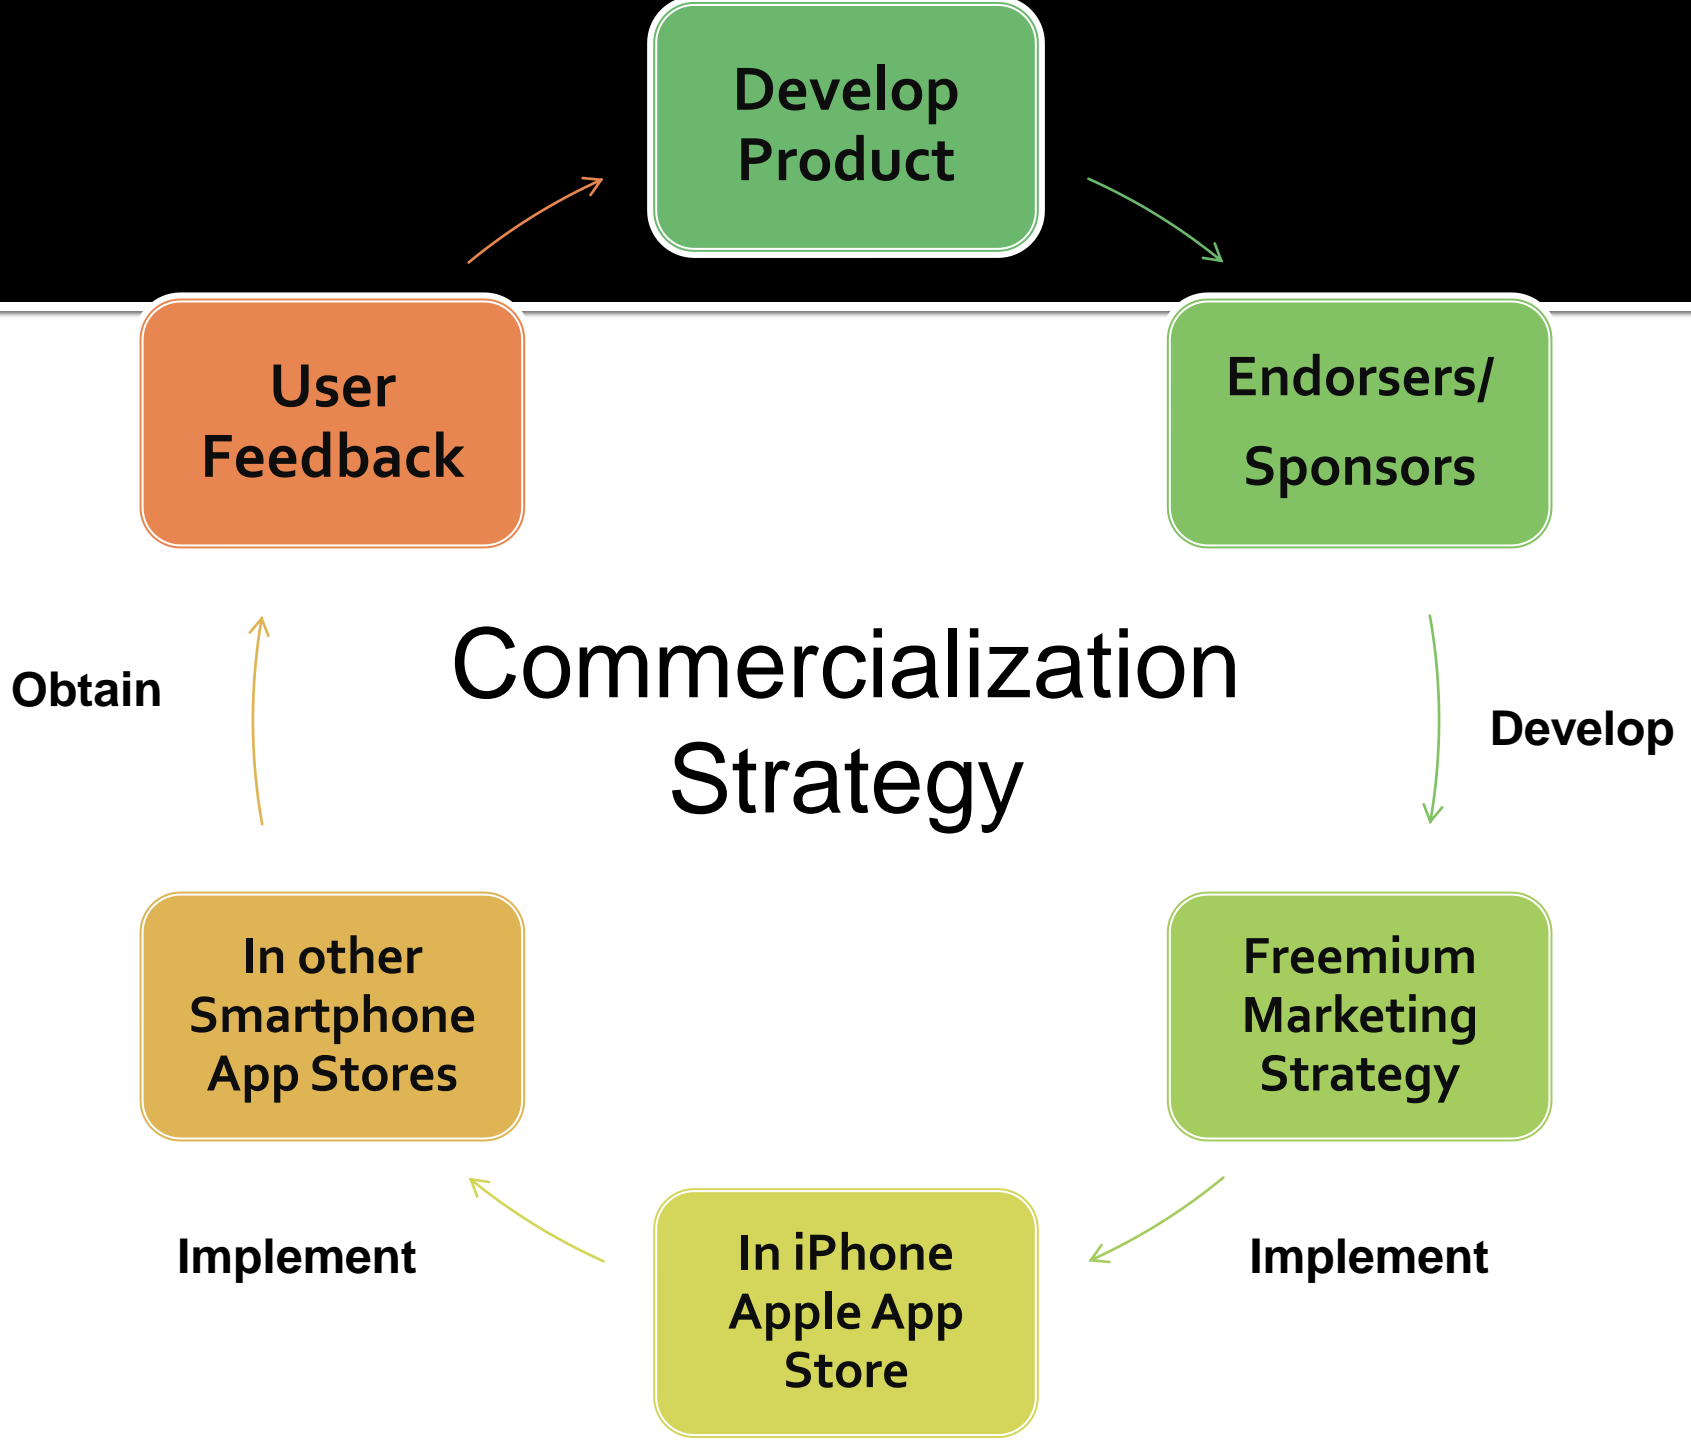 Develop
Product
User
Feedback
Endorsers/
Sponsors
Commercialization
Strategy
Obtain
Develop
In other
Smartphone
App Stores
Freemium
Marketing
Strategy
Implement
In iPhone
Apple App
Store
Implement